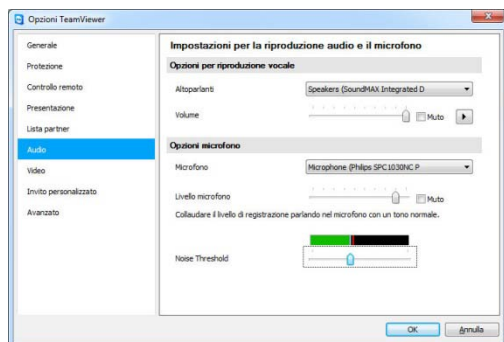 Opzioni TeamViewer
Generale
Protezione
Controllo remoto
Presentazione
Lista partner
Audio
Video
Invito personalizzato
Avanzato
Impostazioni per la riproduzione audio e il microfono
Opzioni per riproduzione vocale
Altoparlanti
Speakers (SoundMAX Integrated D
Volume
Muto
Opzioni microfono
Microfono
Microphone (Philips SPC1030NC P
Livello microfono
Muto
Collaudare il livello di registrazione parlando nel microfono con un tono normale.
Noise Threshold
OK
Annulla